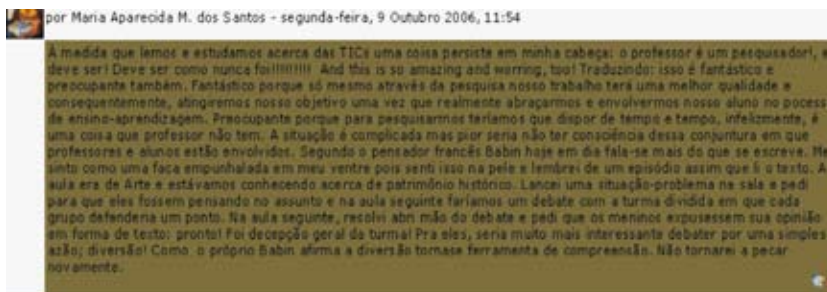 por Maria Aparecida M. dos Santos - segunda-feira, 9 Outubro 2006, 11:54
À medida que lemos e estudamos acerca das TICs uma coisa persiste em minha cabeça: o professor é um pesquisador!, e
deve ser! Deve ser como nunca foi!!!!!!!!! And this is so amazing and worring, too! Traduzindo: isso é fantástico e
preocupante também. Fantástico porque só mesmo através da pesquisa nosso trabalho terá uma melhor qualidade e
consequentemente, atingiremos nosso objetivo uma vez que realmente abraçarmos e envolvermos nosso aluno no pocess
de ensino-aprendizagem. Preocupante porque para pesquisarmos teríamos que dispor de tempo e tempo, infelizmente, é
uma coisa que professor não tem. A situação é complicada mas pior seria não ter consciência dessa conjuntura em que
professores e alunos estão envolvidos. Segundo o pensador francês Babin hoje em dia fala-se mais do que se escreve. Me
sinto como uma faca empunhalada em meu ventre pois senti isso na pele e lembrei de um episódio assim que li o texto. A
aula era de Arte e estávamos conhecendo acerca de patrimônio histórico. Lancei uma situação-problema na sala e pedi
para que eles fossem pensando no assunto e na aula seguinte faríamos um debate com a turma dividida em que cada
grupo defenderia um ponto. Na aula seguinte, resolvi abri mão do debate e pedi que os meninos expusessem sua opinião
em forma de texto: pronto! Foi decepção geral da turma! Pra eles, seria muito mais interessante debater por uma simples
azão; diversão! Como o próprio Babin afirma a diversão tornase ferramenta de compreensão. Não tornarei a pecar
novamente.